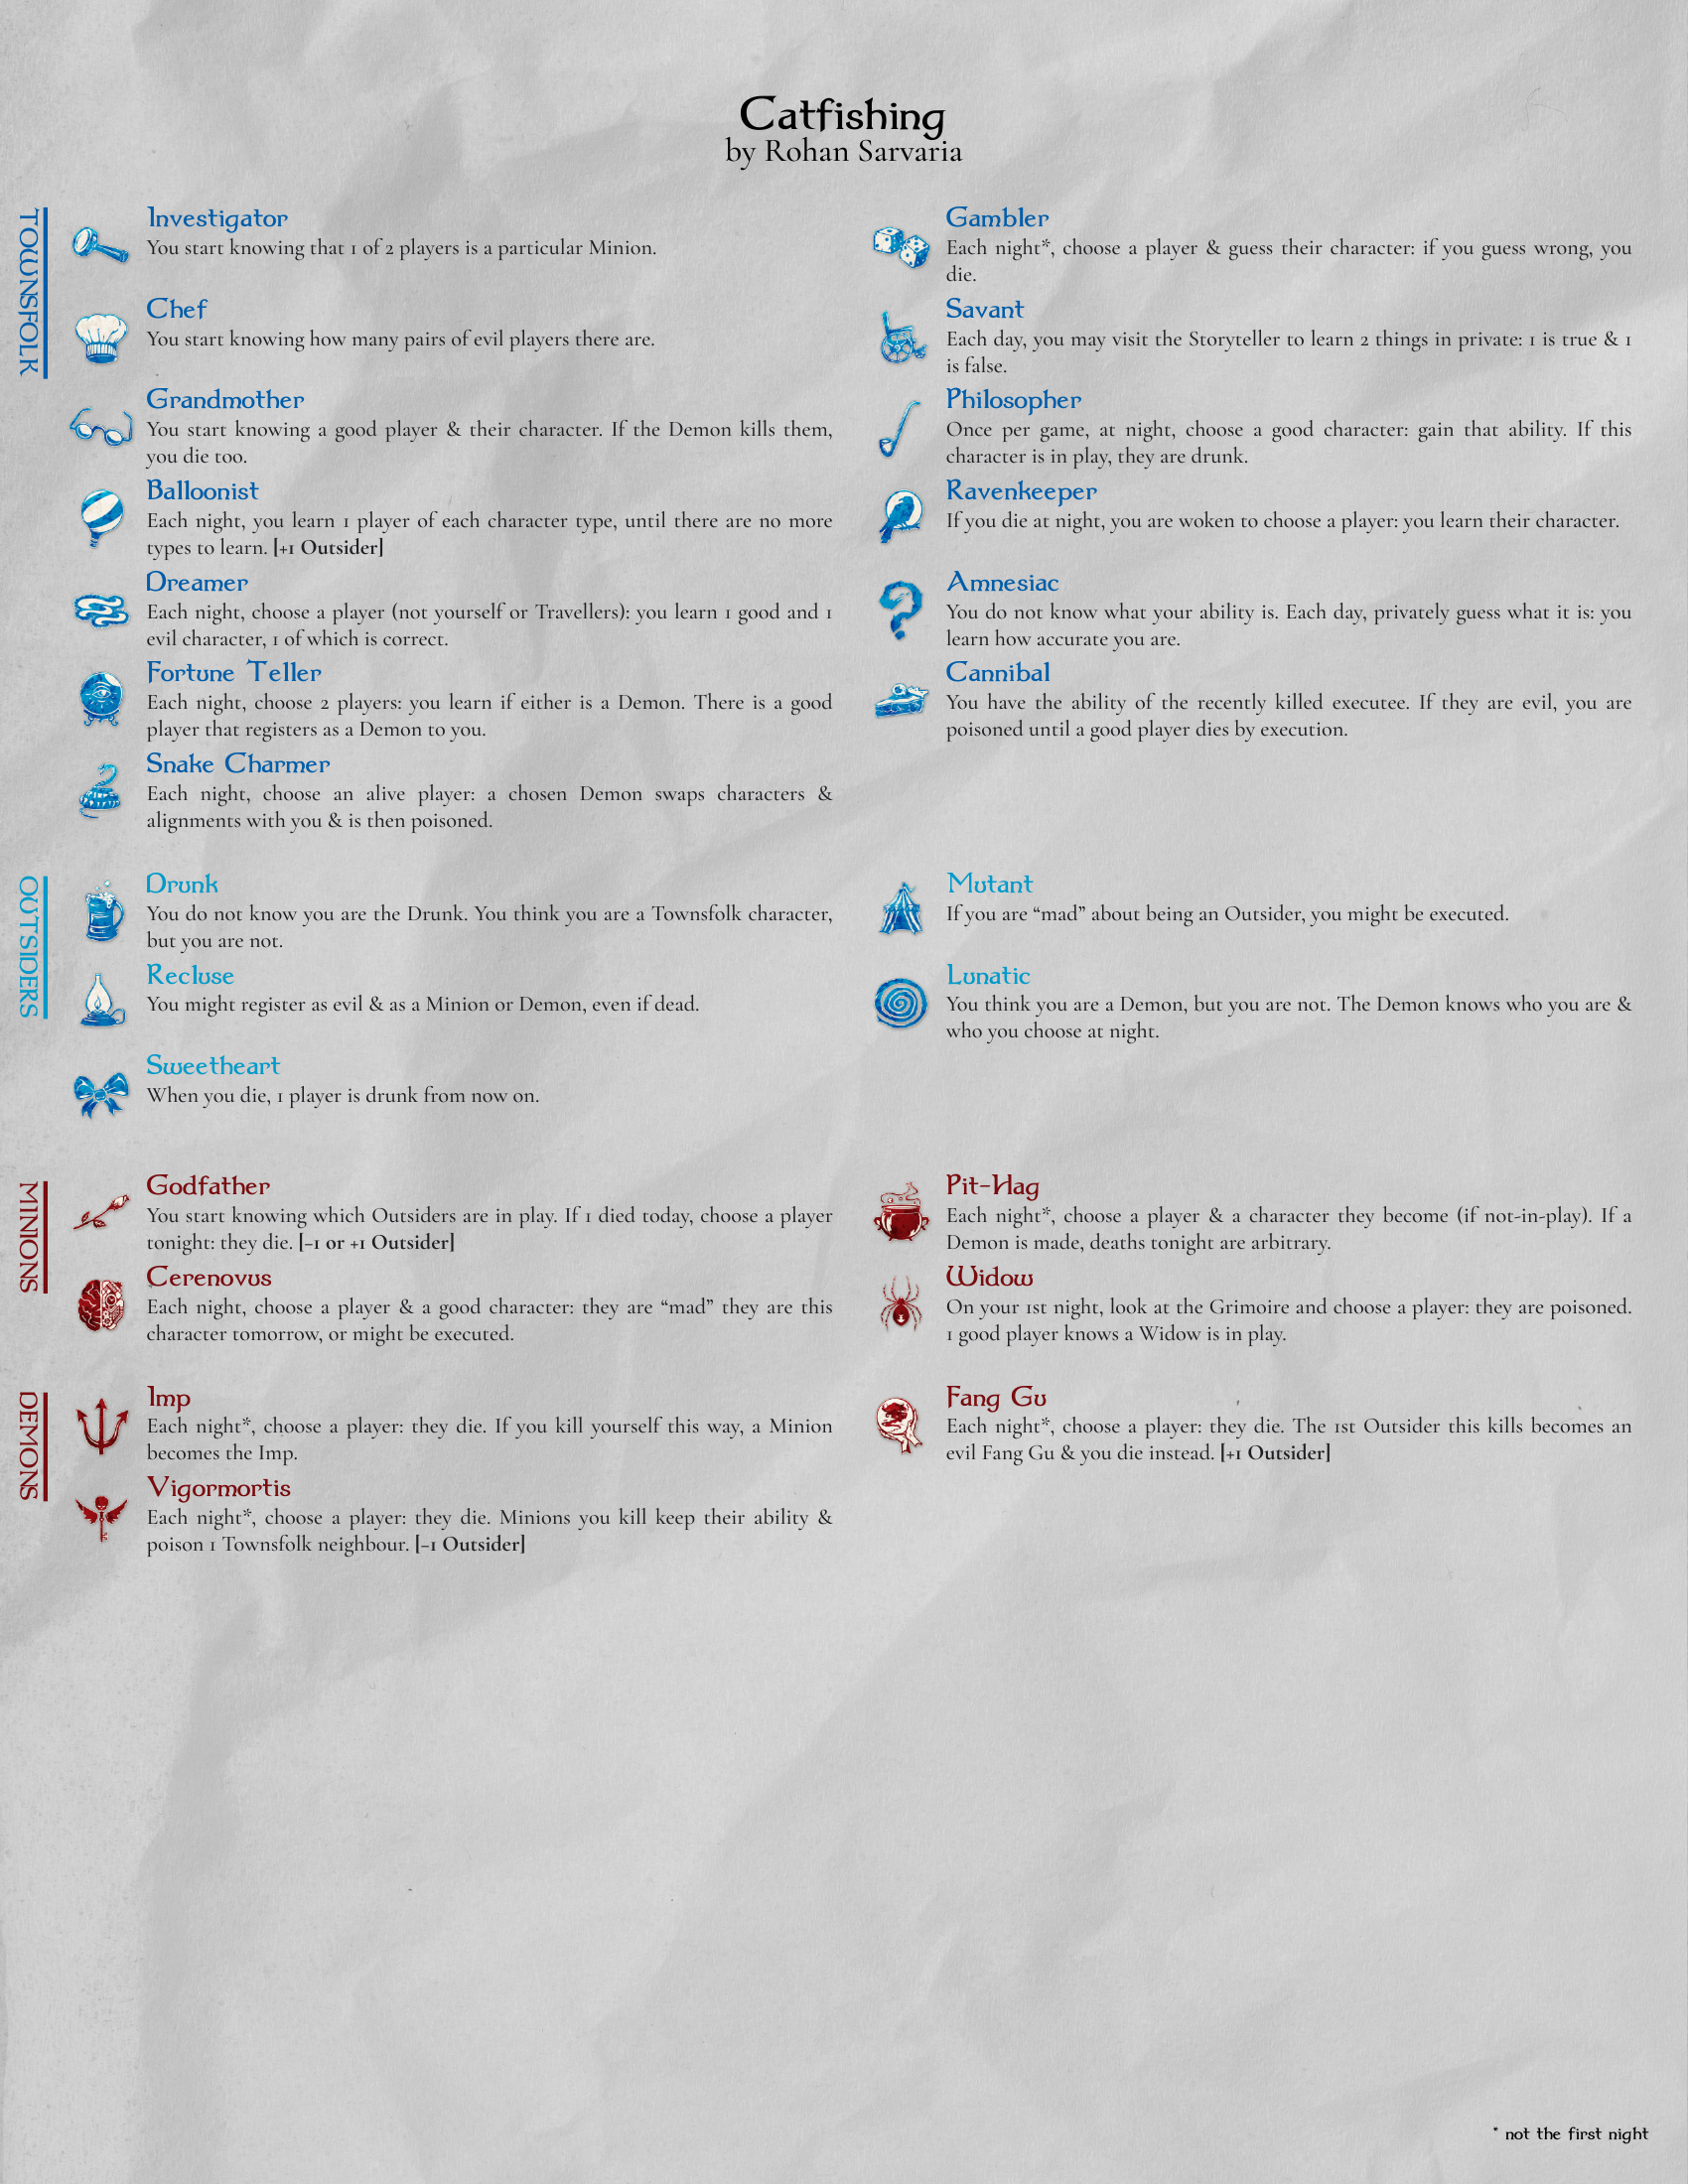 Catfishing
by Rohan Sarvaria
TOWNSFOLK
Investigator
You start knowing that 1 of 2 players is a particular Minion.
Chef
You start knowing how many pairs of evil players there are.
Grandmother
You start knowing a good player & their character. If the Demon kills them,
you die too.
Balloonist
Each night, you learn 1 player of each character type, until there are no more
types to learn. [+1 Outsider]
Dreamer
Each night, choose a player (not yourself or Travellers): you learn 1 good and 1
evil character, 1 of which is correct.
Fortune Teller
Each night, choose 2 players: you learn if either is a Demon. There is a good
player that registers as a Demon to you.
Snake Charmer
Each night, choose an alive player: a chosen Demon swaps characters &
alignments with you & is then poisoned.
Gambler
Each night*, choose a player & guess their character: if you guess wrong, you
die.
Savant
Each day, you may visit the Storyteller to learn 2 things in private: 1 is true & 1
is false.
Philosopher
Once per game, at night, choose a good character: gain that ability. If this
character is in play, they are drunk.
Ravenkeeper
If you die at night, you are woken to choose a player: you learn their character.
Amnesiac
You do not know what your ability is. Each day, privately guess what it is: you
learn how accurate you are.
Cannibal
You have the ability of the recently killed executee. If they are evil, you are
poisoned until a good player dies by execution.
OUTSIDERS
Drunk
You do not know you are the Drunk. You think you are a Townsfolk character,
but you are not.
Recluse
You might register as evil & as a Minion or Demon, even if dead.
Sweetheart
When you die, 1 player is drunk from now on.
Mutant
If you are “mad” about being an Outsider, you might be executed.
Lunatic
You think you are a Demon, but you are not. The Demon knows who you are &
who you choose at night.
MINIONS
Godfather
You start knowing which Outsiders are in play. If 1 died today, choose a player
tonight: they die. [−1 or +1 Outsider]
Cerenovus
Each night, choose a player & a good character: they are “mad” they are this
character tomorrow, or might be executed.
Pit-Hag
Each night*, choose a player & a character they become (if not-in-play). If a
Demon is made, deaths tonight are arbitrary.
Widow
On your 1st night, look at the Grimoire and choose a player: they are poisoned.
1 good player knows a Widow is in play.
DEMONS
Imp
Each night*, choose a player: they die. If you kill yourself this way, a Minion
becomes the Imp.
Vigormortis
Each night*, choose a player: they die. Minions you kill keep their ability &
poison 1 Townsfolk neighbour. [−1 Outsider]
Fang Gu
Each night*, choose a player: they die. The 1st Outsider this kills becomes an
evil Fang Gu & you die instead. [+1 Outsider]
* not the first night